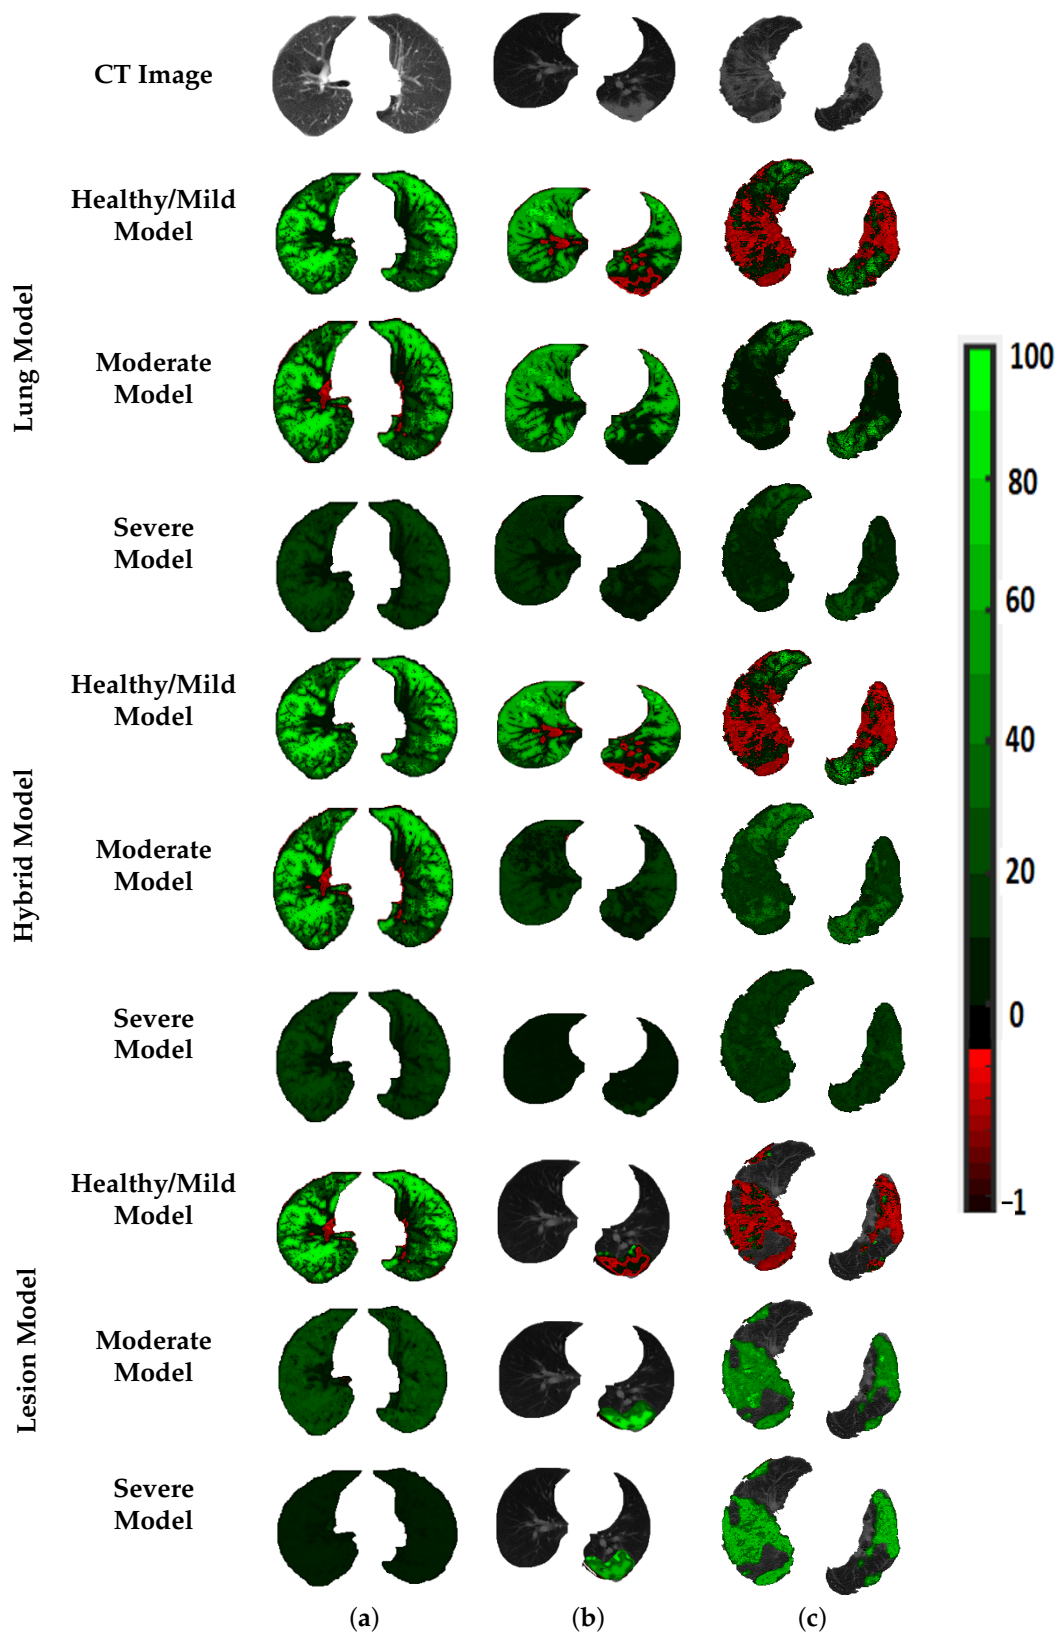 CT Image
Lung Model
Healthy/Mild
Model
Moderate
Model
Severe
Model
Hybrid Model
Healthy/Mild
Model
Moderate
Model
Severe
Model
Lesion Model
Healthy/Mild
Model
Moderate
Model
Severe
Model
100
80
60
40
20
0
–1
(a)
(b)
(c)